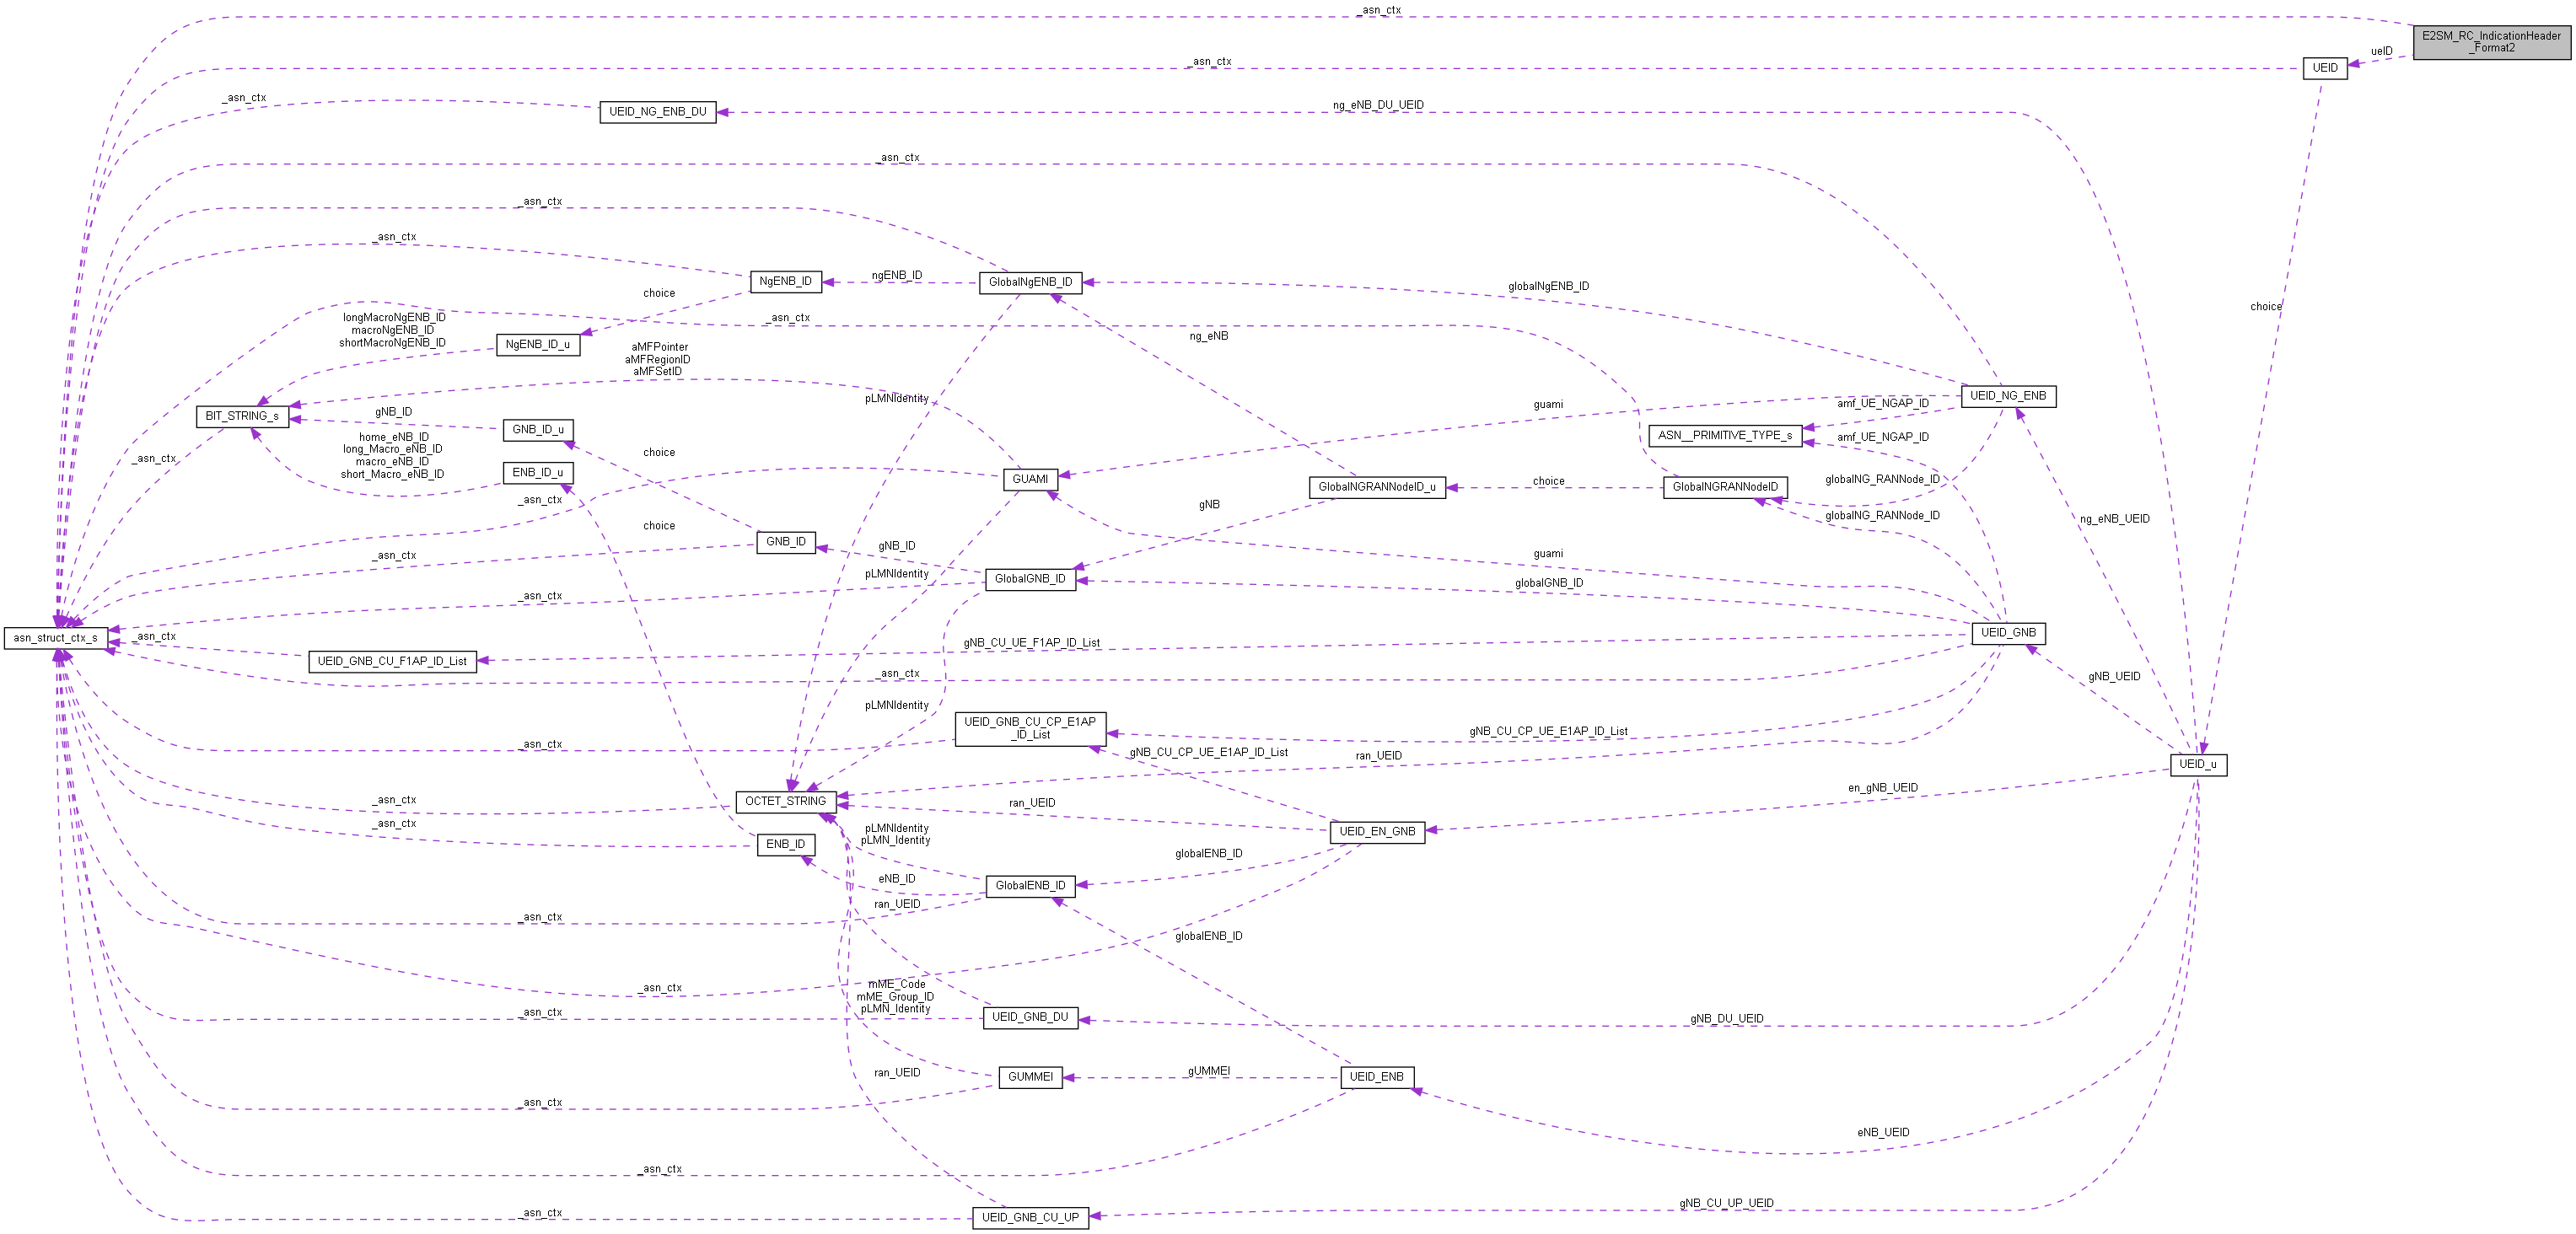 _asn_ctx
E2SM_RC_IndicationHeader
_Format2
ueID
_asn_ctx
UEID
_asn_ctx
UEID_NG_ENB_DU
ng_eNB_DU_UEID
_asn_ctx
_asn_ctx
_asn_ctx
NgENB_ID
ngENB_ID
GlobalNgENB_ID
globalNgENB_ID
choice
choice
longMacroNgENB_ID
macroNgENB_ID
shortMacroNgENB_ID
_asn_ctx
NgENB_ID_u
ng_eNB
aMFPointer
aMFRegionID
aMFSetID
pLMNIdentity
guami
amf_UE_NGAP_ID
UEID_NG_ENB
BIT_STRING_s
gNB_ID
GNB_ID_u
ASN__PRIMITIVE_TYPE_s
amf_UE_NGAP_ID
home_eNB_ID
long_Macro_eNB_ID
macro_eNB_ID
short_Macro_eNB_ID
_asn_ctx
choice
ENB_ID_u
GUAMI
GlobalNGRANNodeID_u
choice
GlobalNGRANNodeID
globalNG_RANNode_ID
_asn_ctx
gNB
globalNG_RANNode_ID
ng_eNB_UEID
choice
_asn_ctx
GNB_ID
gNB_ID
guami
pLMNIdentity
GlobalGNB_ID
globalGNB_ID
_asn_ctx
asn_struct_ctx_s
_asn_ctx
UEID_GNB
gNB_CU_UE_F1AP_ID_List
UEID_GNB_CU_F1AP_ID_List
_asn_ctx
gNB_UEID
pLMNIdentity
UEID_GNB_CU_CP_E1AP
_ID_List
gNB_CU_CP_UE_E1AP_ID_List
_asn_ctx
gNB_CU_CP_UE_E1AP_ID_List
ran_UEID
UEID_u
_asn_ctx
OCTET_STRING
ran_UEID
en_gNB_UEID
_asn_ctx
pLMNIdentity
pLMN_Identity
UEID_EN_GNB
ENB_ID
globalENB_ID
eNB_ID
GlobalENB_ID
ran_UEID
_asn_ctx
globalENB_ID
_asn_ctx
mME_Code
mME_Group_ID
pLMN_Identity
_asn_ctx
UEID_GNB_DU
gNB_DU_UEID
ran_UEID
GUMMEI
gUMMEI
UEID_ENB
_asn_ctx
eNB_UEID
_asn_ctx
gNB_CU_UP_UEID
_asn_ctx
UEID_GNB_CU_UP